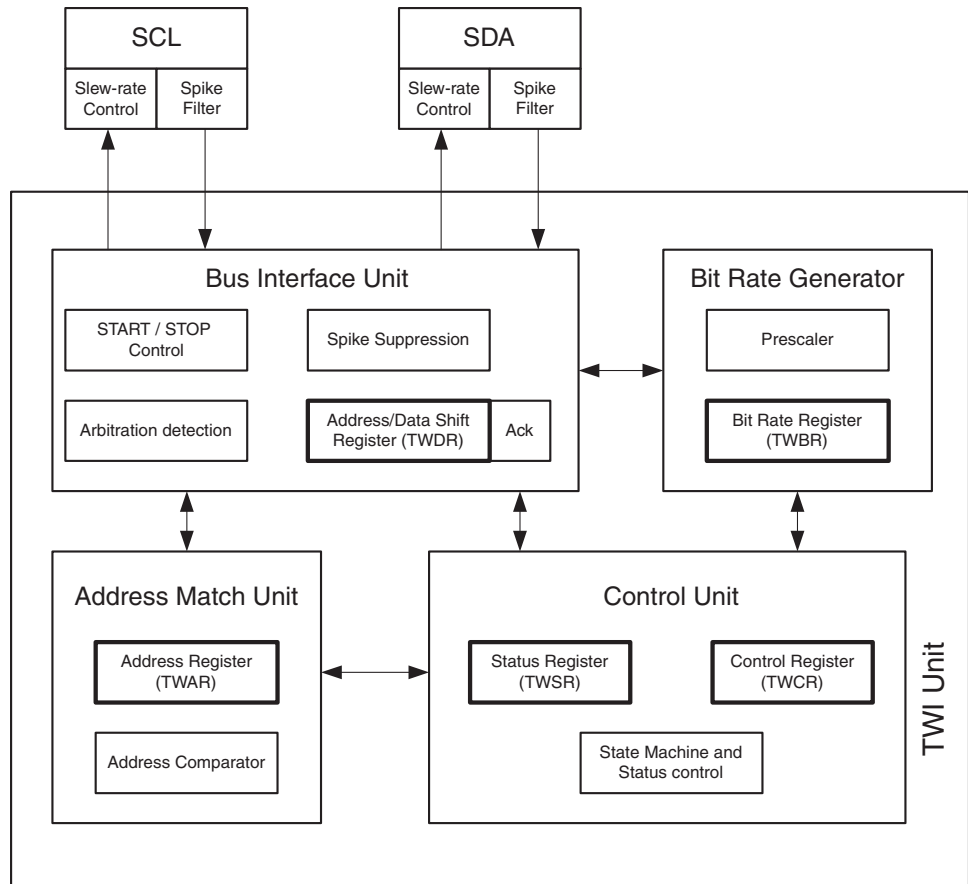 SCL
Slew-rate
Control
Spike
Filter
SDA
Slew-rate
Control
Spike
Filter
Bus Interface Unit
START / STOP
Control
Spike Suppression
Arbitration detection
Address/Data Shift
Register (TWDR)
Ack
Bit Rate Generator
Prescaler
Bit Rate Register
(TWBR)
Address Match Unit
Address Register
(TWAR)
Address Comparator
Control Unit
Status Register
(TWSR)
Control Register
(TWCR)
State Machine and
Status control
TWI Unit